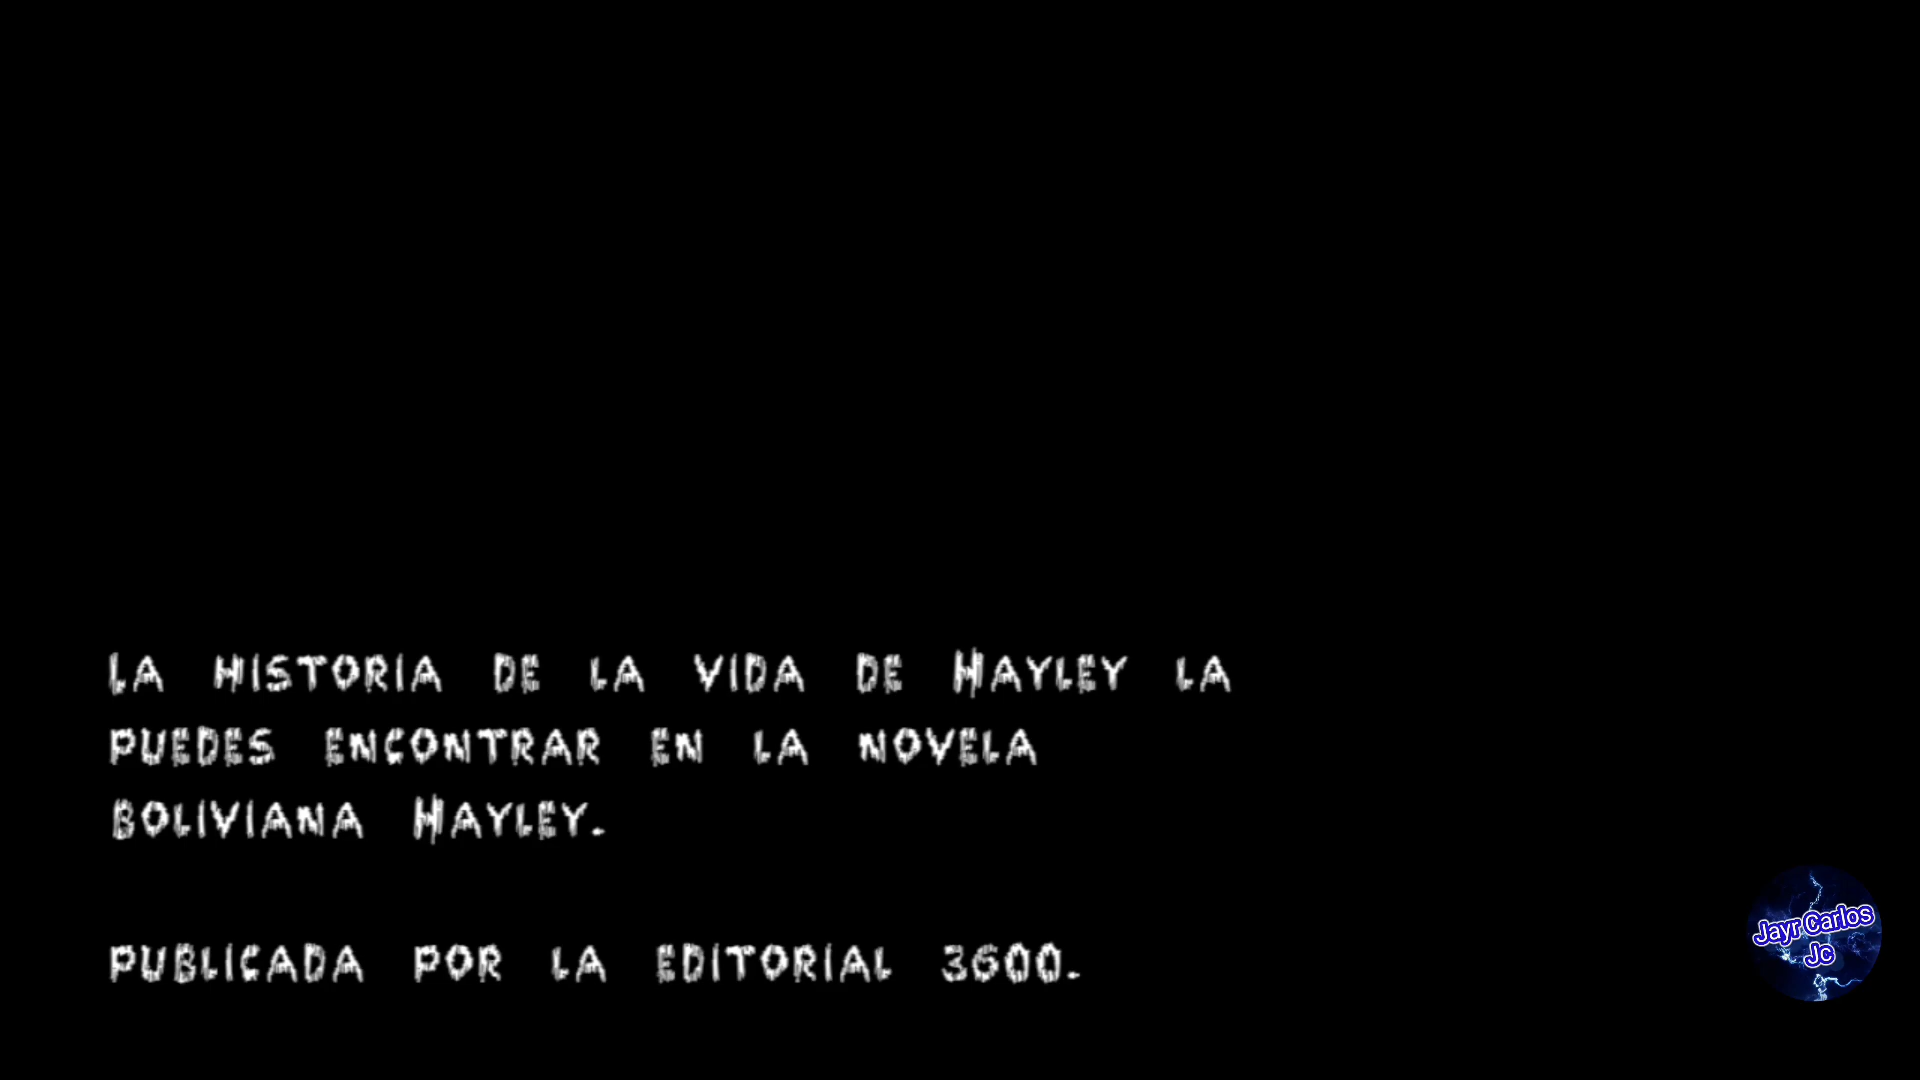 La historia de la vida de Hayley la
puedes encontrar en la novela
boliviana Hayley.
publicada por la editorial 3600.
Jayr Carlos
Jc